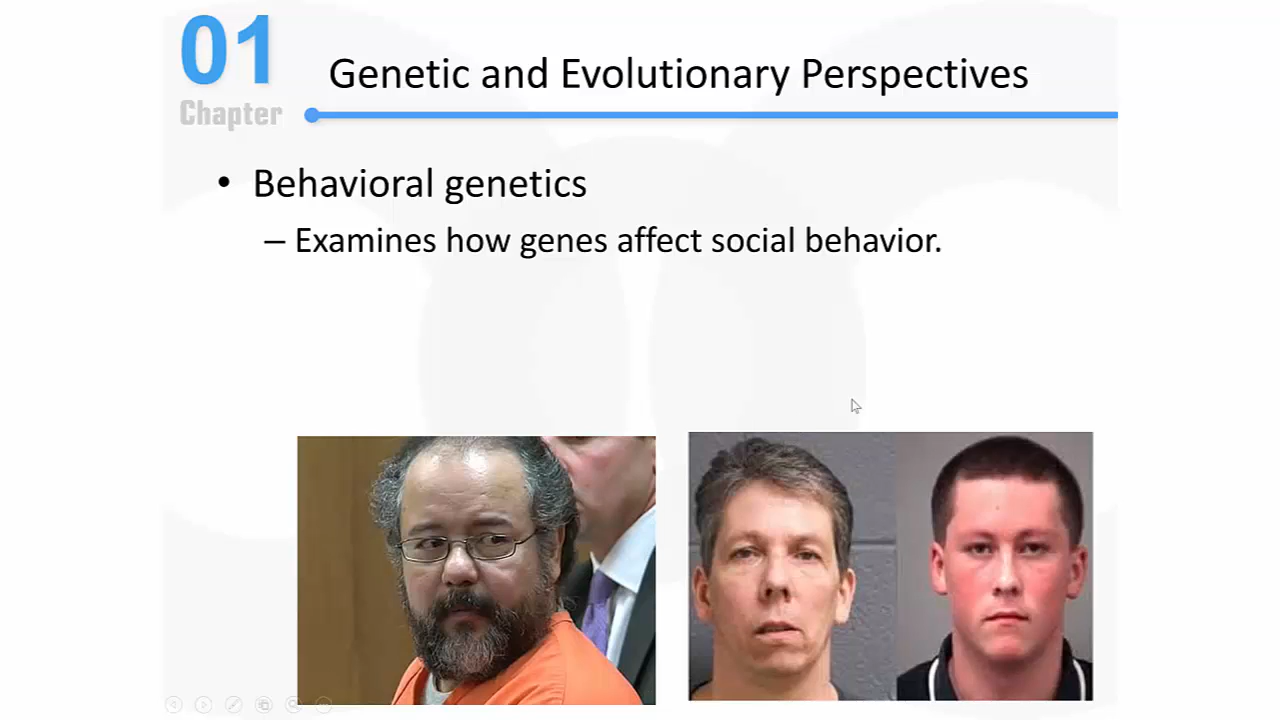 01
Chapter
Genetic and Evolutionary Perspectives
• Behavioral genetics
– Examines how genes affect social behavior.